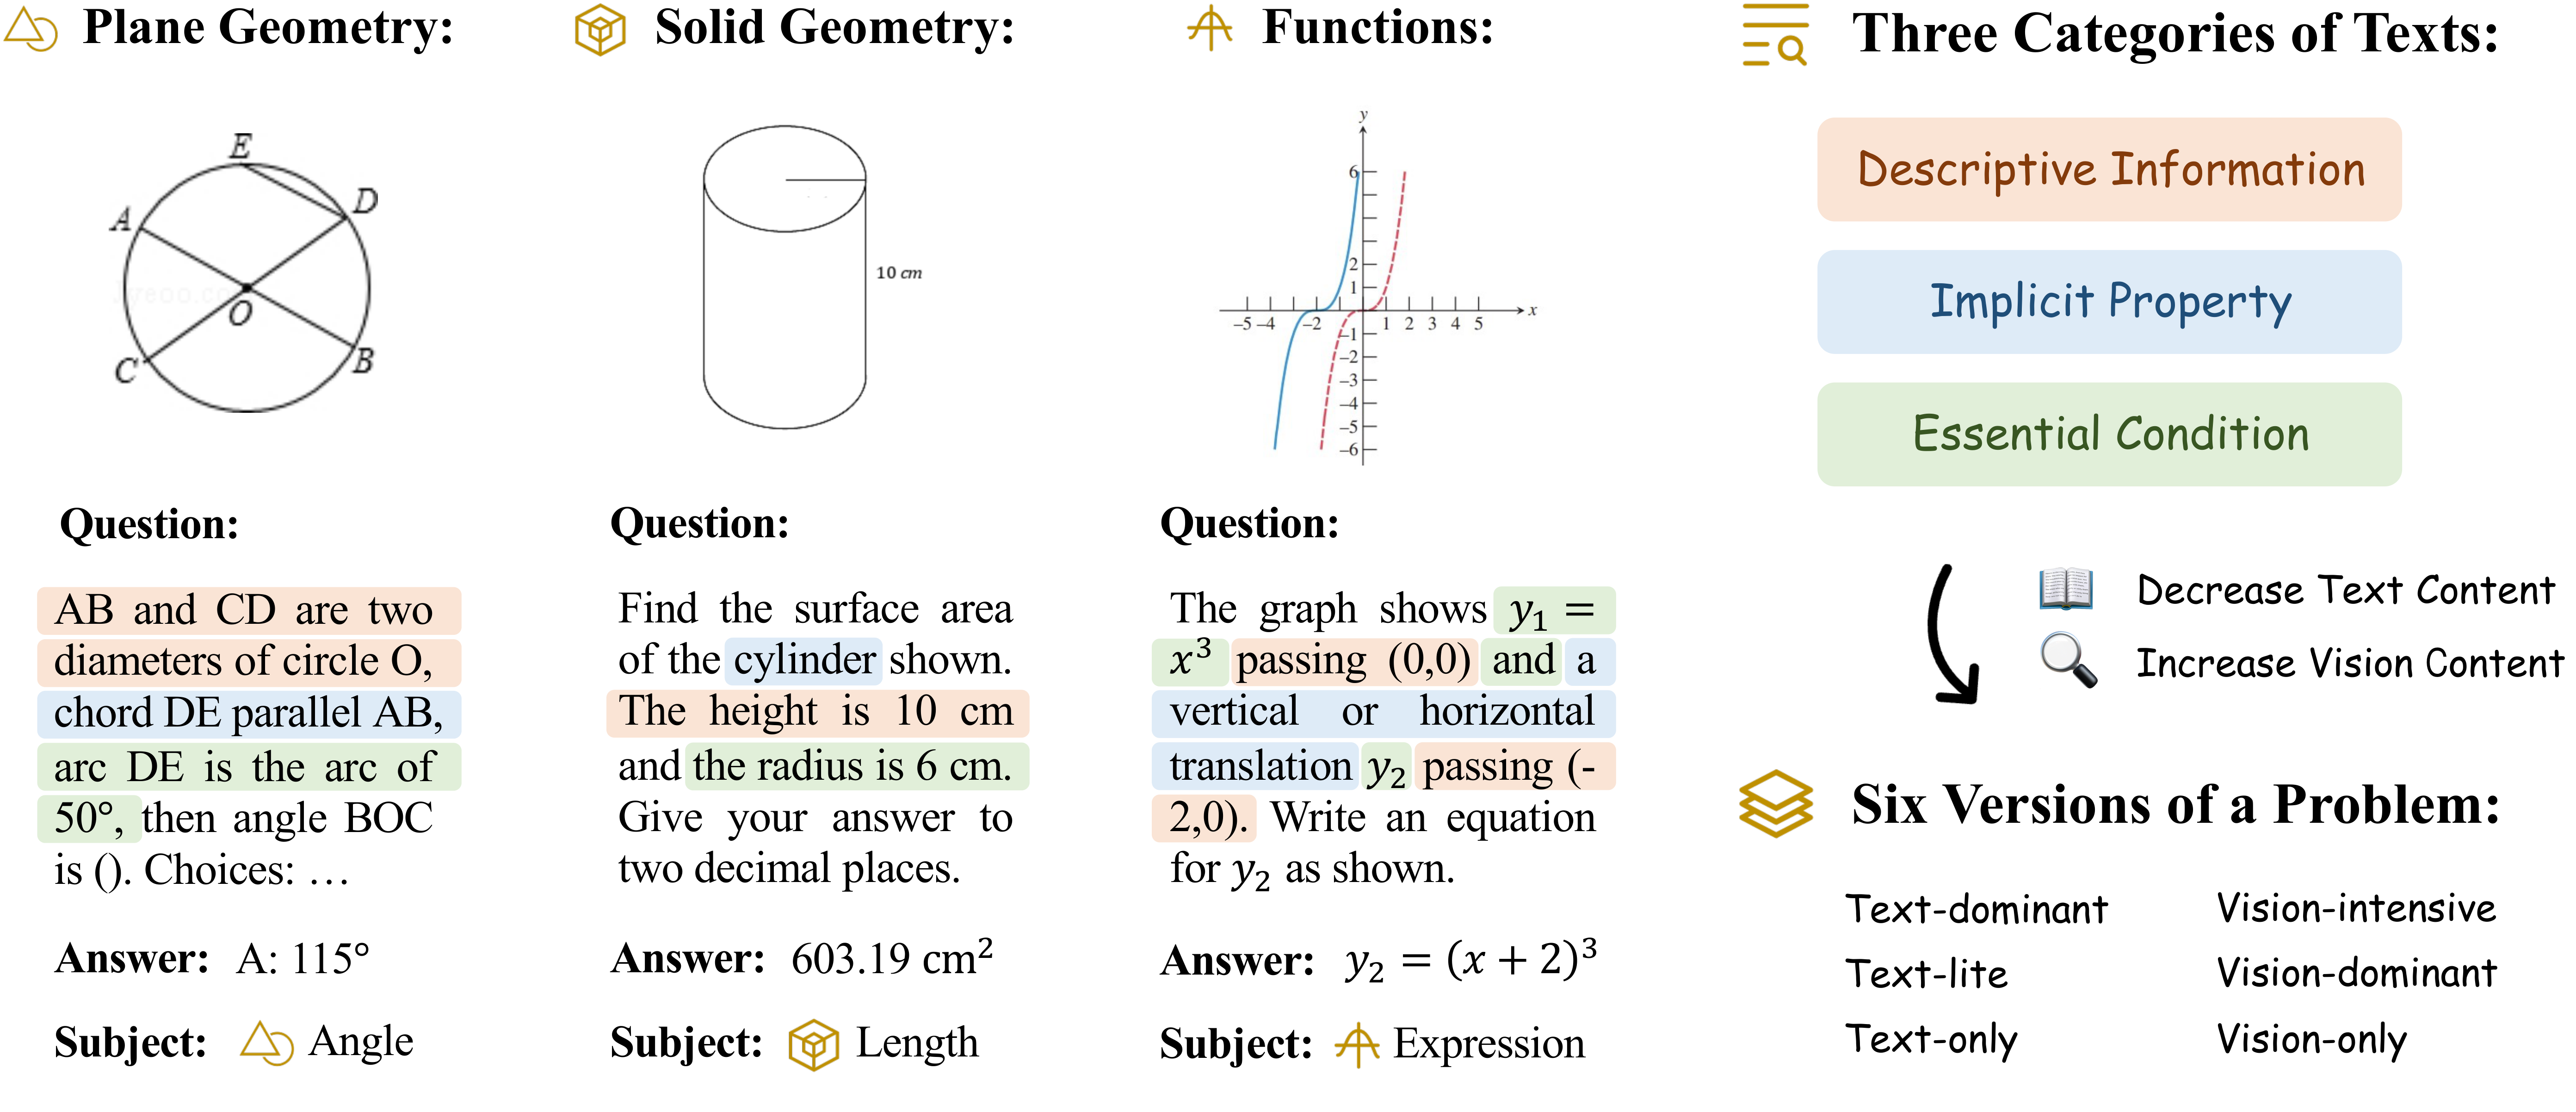 Plane Geometry:
E
D
A
O
C
B
Question:
AB and CD are two
diameters of circle O,
chord DE parallel AB,
arc DE is the arc of
50°, then angle BOC
is (). Choices: …
Answer: A: 115°
Subject: Angle
Solid Geometry:
10 cm
Question:
Find the surface area
of the cylinder shown.
The height is 10 cm
and the radius is 6 cm.
Give your answer to
two decimal places.
Answer: 603.19 cm²
Subject: Length
Functions:
y
6
2
1
–5 –4 –2 1 2 3 4 5 x
–1
–2
–3
–4
–5
–6
Question:
The graph shows y₁ =
x³ passing (0,0) and a
vertical or horizontal
translation y₂ passing (-
2,0). Write an equation
for y₂ as shown.
Answer: y₂ = (x + 2)³
Subject: Expression
Three Categories of Texts:
Descriptive Information
Implicit Property
Essential Condition
Decrease Text Content
Increase Vision Content
Six Versions of a Problem:
Text-dominant Vision-intensive
Text-lite Vision-dominant
Text-only Vision-only